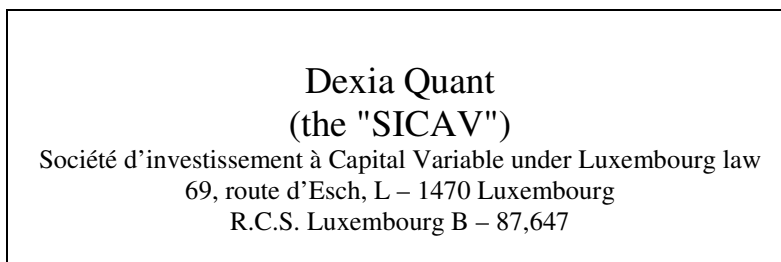 Dexia Quant
(the "SICAV")
Société d'investissement à Capital Variable under Luxembourg law
69, route d'Esch, L – 1470 Luxembourg
R.C.S. Luxembourg B – 87,647